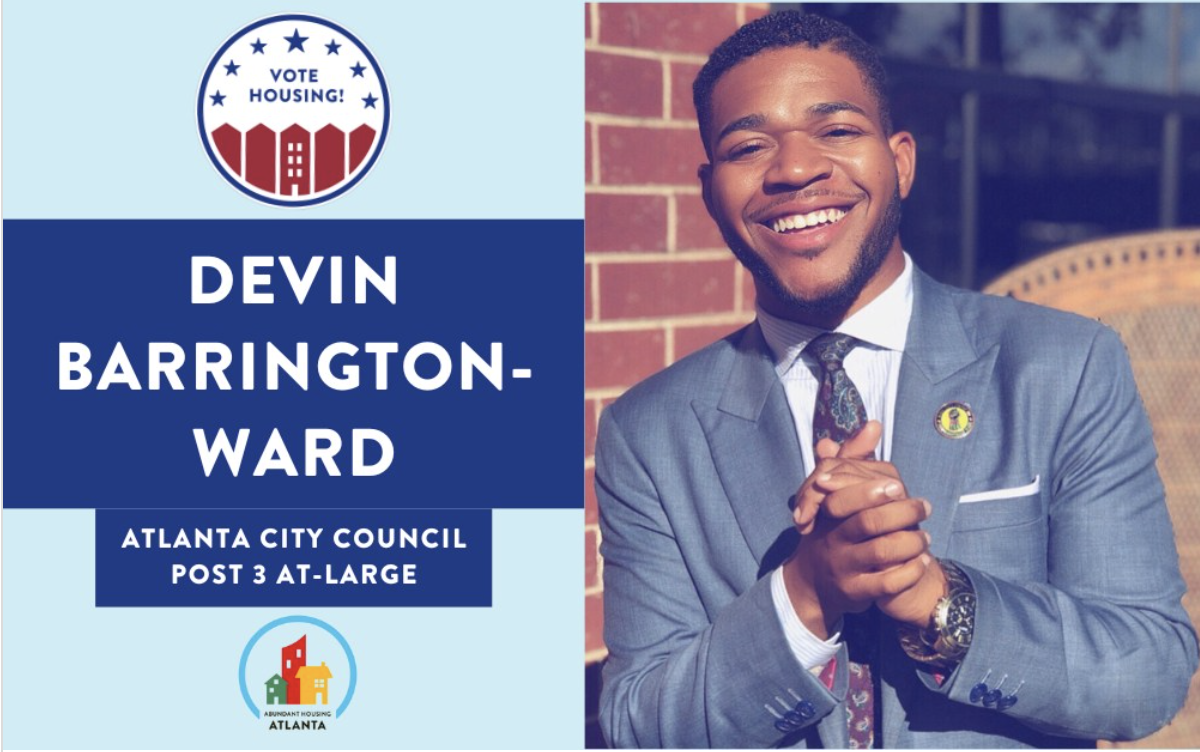 VOTE
HOUSING!
DEVIN
BARRINGTON-
WARD
ATLANTA CITY COUNCIL
POST 3 AT-LARGE
ABUNDANT HOUSING
ATLANTA